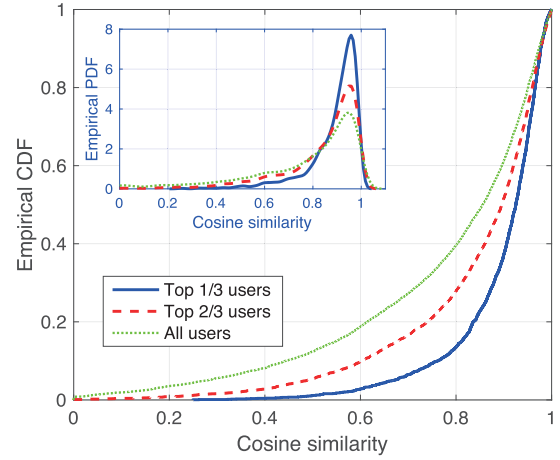 1
0.8
0.6
0.4
0.2
0
Empirical CDF
0 0.2 0.4 0.6 0.8 1
Cosine similarity
8
6
4
2
0
Empirical PDF
0 0.2 0.4 0.6 0.8 1
Cosine similarity
Top 1/3 users
Top 2/3 users
All users